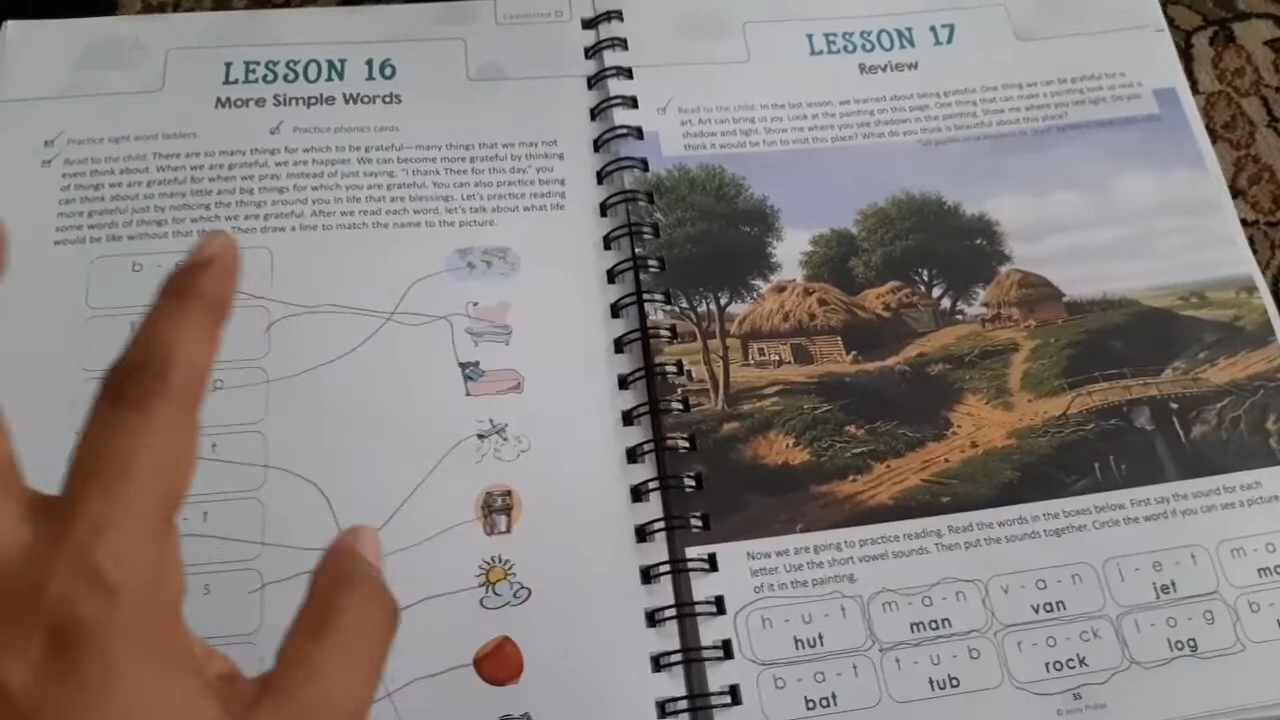 Completed
LESSON 16
More Simple Words
Practice sight word ladders.
Practice phonics cards.
Read to the child: There are so many things for which to be grateful—many things that we may not
even think about. When we are grateful, we are happier. We can become more grateful by thinking
of things we are grateful for when we pray. Instead of just saying, "I thank Thee for this day," you
can think about so many little and big things for which you are grateful. You can also practice being
more grateful just by noticing the things around you in life that are blessings. Let's practice reading
some words of things for which we are grateful. After we read each word, let's talk about what life
would be like without that Then draw a line to match the name to the picture.
b -
p
t
LESSON 17
Review
Read to the child: In the last lesson, we learned about being grateful. One thing we can be grateful for is
art. Art can bring us joy. Look at the painting on this page. One thing that can make a painting look so real is
shadow and light. Show me where you see shadows in the painting. Show me where you see light. Do you
think it would be fun to visit this place? What do you think is beautiful about this place?
Now we are going to practice reading. Read the words in the boxes below. First say the sound for each
letter. Use the short vowel sounds. Then put the sounds together. Circle the word if you can see a picture
of it in the painting.
h - u - t
hut
m - a - n
man
v - a - n
van
j - e - t
jet
m - o
b - a - t
bat
t - u - b
tub
r - o - ck
rock
l - o - g
log
b -
35
© Jenny Phillips